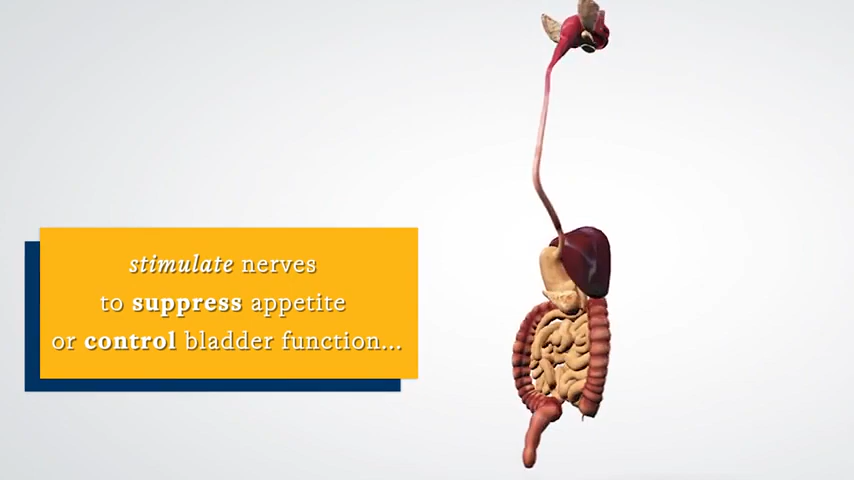 stimulate nerves
to suppress appetite
or control bladder function...